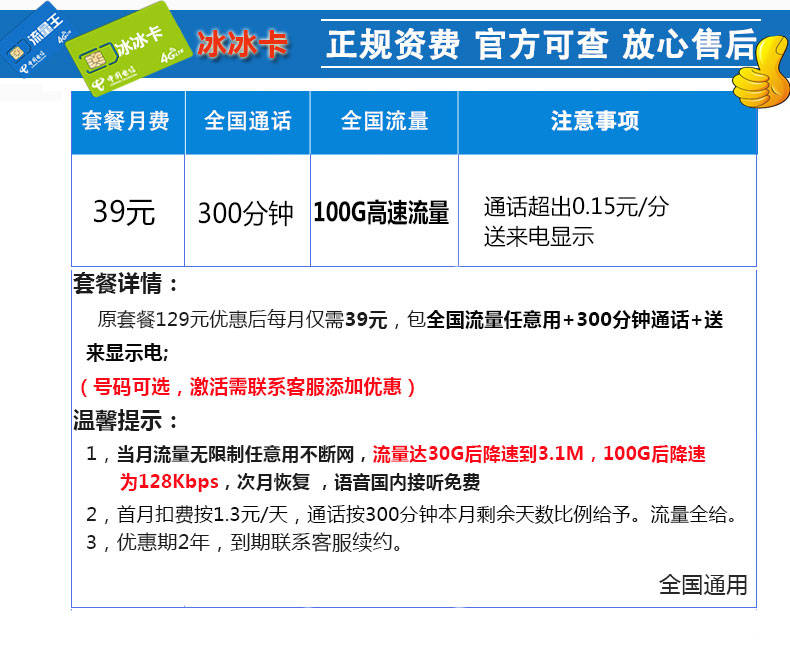 流量王
4G
中国电信
冰冰卡
4G
中国电信
冰冰卡
正规资费 官方可查 放心售后
套餐月费 全国通话 全国流量 注意事项
39元 300分钟 100G高速流量 通话超出0.15元/分
送来电显示
套餐详情：
原套餐129元优惠后每月仅需39元，包全国流量任意用+300分钟通话+送
来显示电;
（号码可选，激活需联系客服添加优惠）
温馨提示：
1，当月流量无限制任意用不断网，流量达30G后降速到3.1M，100G后降速
为128Kbps，次月恢复 ，语音国内接听免费
2，首月扣费按1.3元/天，通话按300分钟本月剩余天数比例给予。流量全给。
3，优惠期2年，到期联系客服续约。
全国通用